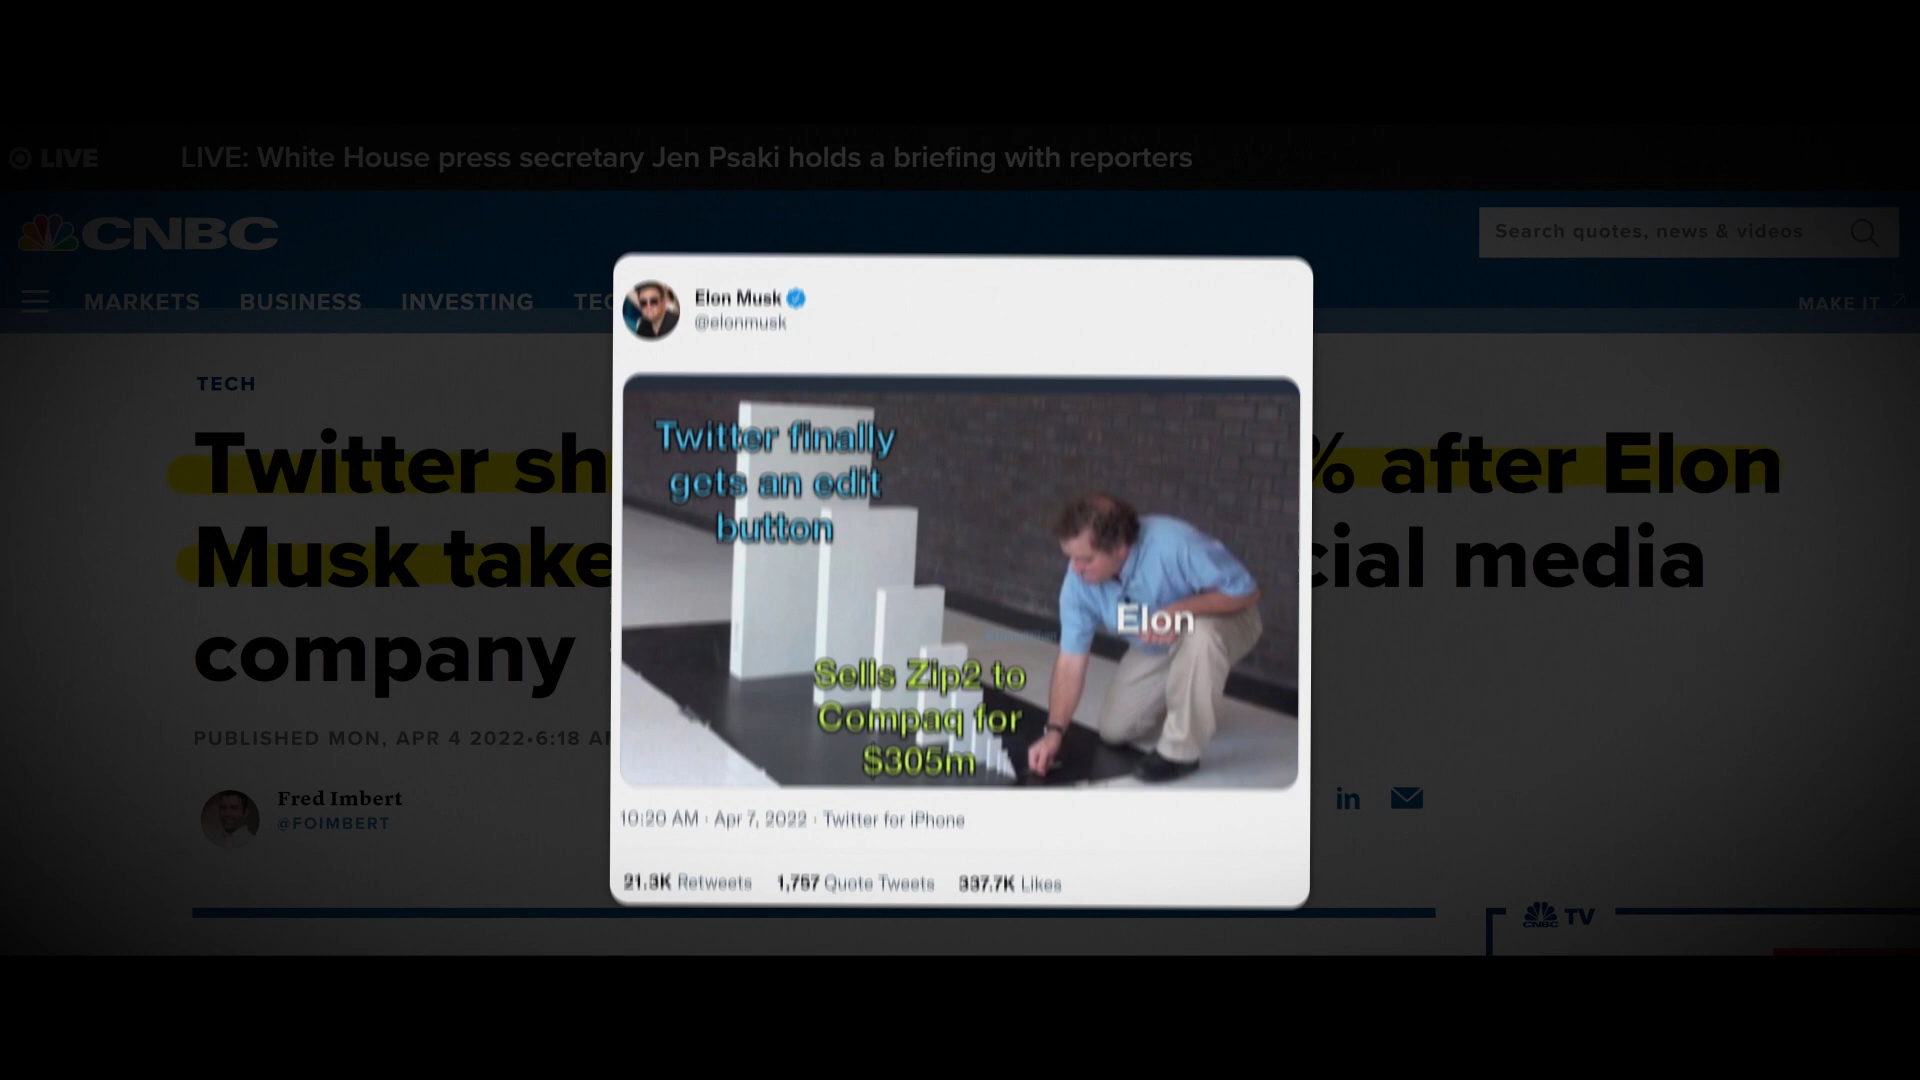 LIVE
LIVE: White House press secretary Jen Psaki holds a briefing with reporters
CNBC
Search quotes, news & videos
MARKETS
BUSINESS
INVESTING
TEC
MAKE IT
TECH
Twitter sh % after Elon
Musk take cial media
company
PUBLISHED MON, APR 4 2022•6:18 A
Fred Imbert
@FOIMBERT
in
CNBC TV
Elon Musk
@elonmusk
Twitter finally
gets an edit
button
Elon
Sells Zip2 to
Compaq for
$305m
10:20 AM · Apr 7, 2022 · Twitter for iPhone
21.3K Retweets 1,757 Quote Tweets 337.7K Likes